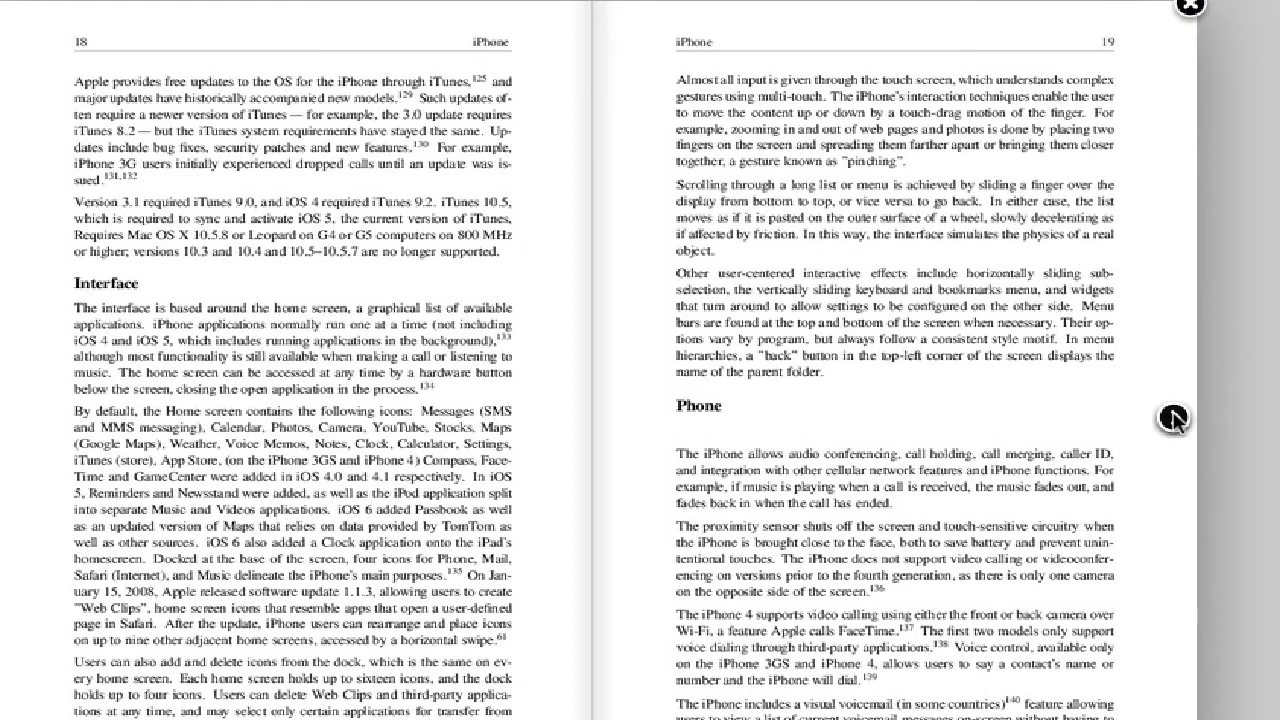 18 iPhone
Apple provides free updates to the OS for the iPhone through iTunes,125 and
major updates have historically accompanied new models.129 Such updates of-
ten require a newer version of iTunes — for example, the 3.0 update requires
iTunes 8.2 — but the iTunes system requirements have stayed the same. Up-
dates include bug fixes, security patches and new features.130 For example,
iPhone 3G users initially experienced dropped calls until an update was is-
sued.131,132
Version 3.1 required iTunes 9.0, and iOS 4 required iTunes 9.2. iTunes 10.5,
which is required to sync and activate iOS 5, the current version of iTunes,
Requires Mac OS X 10.5.8 or Leopard on G4 or G5 computers on 800 MHz
or higher; versions 10.3 and 10.4 and 10.5–10.5.7 are no longer supported.
Interface
The interface is based around the home screen, a graphical list of available
applications. iPhone applications normally run one at a time (not including
iOS 4 and iOS 5, which includes running applications in the background),133
although most functionality is still available when making a call or listening to
music. The home screen can be accessed at any time by a hardware button
below the screen, closing the open application in the process.134
By default, the Home screen contains the following icons: Messages (SMS
and MMS messaging), Calendar, Photos, Camera, YouTube, Stocks, Maps
(Google Maps), Weather, Voice Memos, Notes, Clock, Calculator, Settings,
iTunes (store), App Store, (on the iPhone 3GS and iPhone 4) Compass, Face-
Time and GameCenter were added in iOS 4.0 and 4.1 respectively. In iOS
5, Reminders and Newsstand were added, as well as the iPod application split
into separate Music and Videos applications. iOS 6 added Passbook as well
as an updated version of Maps that relies on data provided by TomTom as
well as other sources. iOS 6 also added a Clock application onto the iPad's
homescreen. Docked at the base of the screen, four icons for Phone, Mail,
Safari (Internet), and Music delineate the iPhone's main purposes.135 On Jan-
uary 15, 2008, Apple released software update 1.1.3, allowing users to create
"Web Clips", home screen icons that resemble apps that open a user-defined
page in Safari. After the update, iPhone users can rearrange and place icons
on up to nine other adjacent home screens, accessed by a horizontal swipe.61
Users can also add and delete icons from the dock, which is the same on ev-
ery home screen. Each home screen holds up to sixteen icons, and the dock
holds up to four icons. Users can delete Web Clips and third-party applica-
tions at any time, and may select only certain applications for transfer from
iPhone 19
Almost all input is given through the touch screen, which understands complex
gestures using multi-touch. The iPhone's interaction techniques enable the user
to move the content up or down by a touch-drag motion of the finger. For
example, zooming in and out of web pages and photos is done by placing two
fingers on the screen and spreading them farther apart or bringing them closer
together, a gesture known as "pinching".
Scrolling through a long list or menu is achieved by sliding a finger over the
display from bottom to top, or vice versa to go back. In either case, the list
moves as if it is pasted on the outer surface of a wheel, slowly decelerating as
if affected by friction. In this way, the interface simulates the physics of a real
object.
Other user-centered interactive effects include horizontally sliding sub-
selection, the vertically sliding keyboard and bookmarks menu, and widgets
that turn around to allow settings to be configured on the other side. Menu
bars are found at the top and bottom of the screen when necessary. Their op-
tions vary by program, but always follow a consistent style motif. In menu
hierarchies, a "back" button in the top-left corner of the screen displays the
name of the parent folder.
Phone
The iPhone allows audio conferencing, call holding, call merging, caller ID,
and integration with other cellular network features and iPhone functions. For
example, if music is playing when a call is received, the music fades out, and
fades back in when the call has ended.
The proximity sensor shuts off the screen and touch-sensitive circuitry when
the iPhone is brought close to the face, both to save battery and prevent unin-
tentional touches. The iPhone does not support video calling or videoconfer-
encing on versions prior to the fourth generation, as there is only one camera
on the opposite side of the screen.136
The iPhone 4 supports video calling using either the front or back camera over
Wi-Fi, a feature Apple calls FaceTime.137 The first two models only support
voice dialing through third-party applications.138 Voice control, available only
on the iPhone 3GS and iPhone 4, allows users to say a contact's name or
number and the iPhone will dial.139
The iPhone includes a visual voicemail (in some countries)140 feature allowing
users to view a list of current voicemail messages on-screen without having to